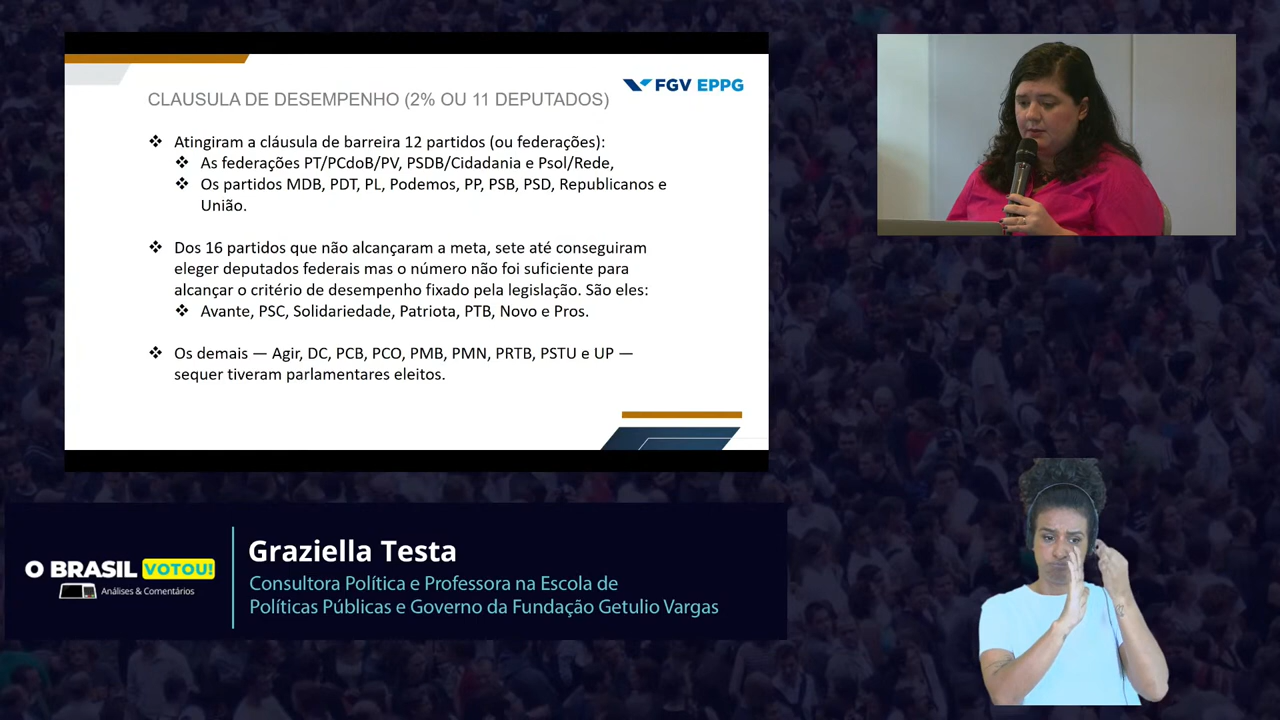 CLAUSULA DE DESEMPENHO (2% OU 11 DEPUTADOS)
FGV EPPG
❖ Atingiram a cláusula de barreira 12 partidos (ou federações):
❖ As federações PT/PCdoB/PV, PSDB/Cidadania e Psol/Rede,
❖ Os partidos MDB, PDT, PL, Podemos, PP, PSB, PSD, Republicanos e
União.
❖ Dos 16 partidos que não alcançaram a meta, sete até conseguiram
eleger deputados federais mas o número não foi suficiente para
alcançar o critério de desempenho fixado pela legislação. São eles:
❖ Avante, PSC, Solidariedade, Patriota, PTB, Novo e Pros.
❖ Os demais — Agir, DC, PCB, PCO, PMB, PMN, PRTB, PSTU e UP —
sequer tiveram parlamentares eleitos.
O BRASIL VOTOU!
Análises & Comentários
Graziella Testa
Consultora Política e Professora na Escola de
Políticas Públicas e Governo da Fundação Getulio Vargas